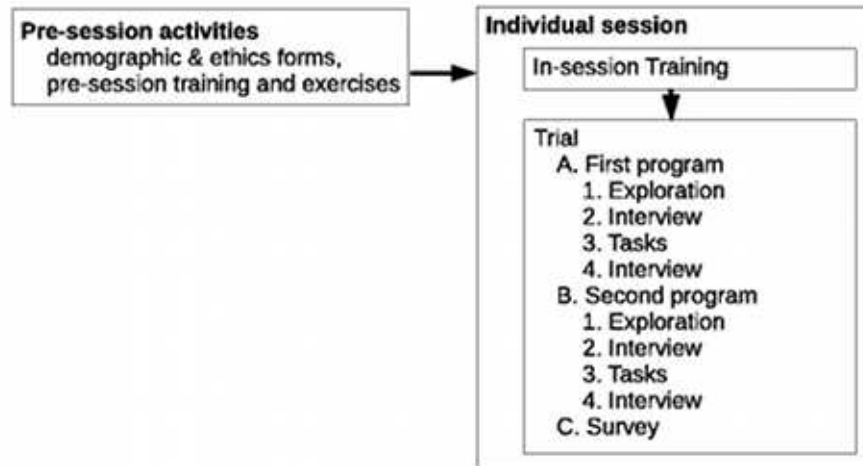 Pre-session activities
demographic & ethics forms,
pre-session training and exercises
Individual session
In-session Training
Trial
A. First program
1. Exploration
2. Interview
3. Tasks
4. Interview
B. Second program
1. Exploration
2. Interview
3. Tasks
4. Interview
C. Survey